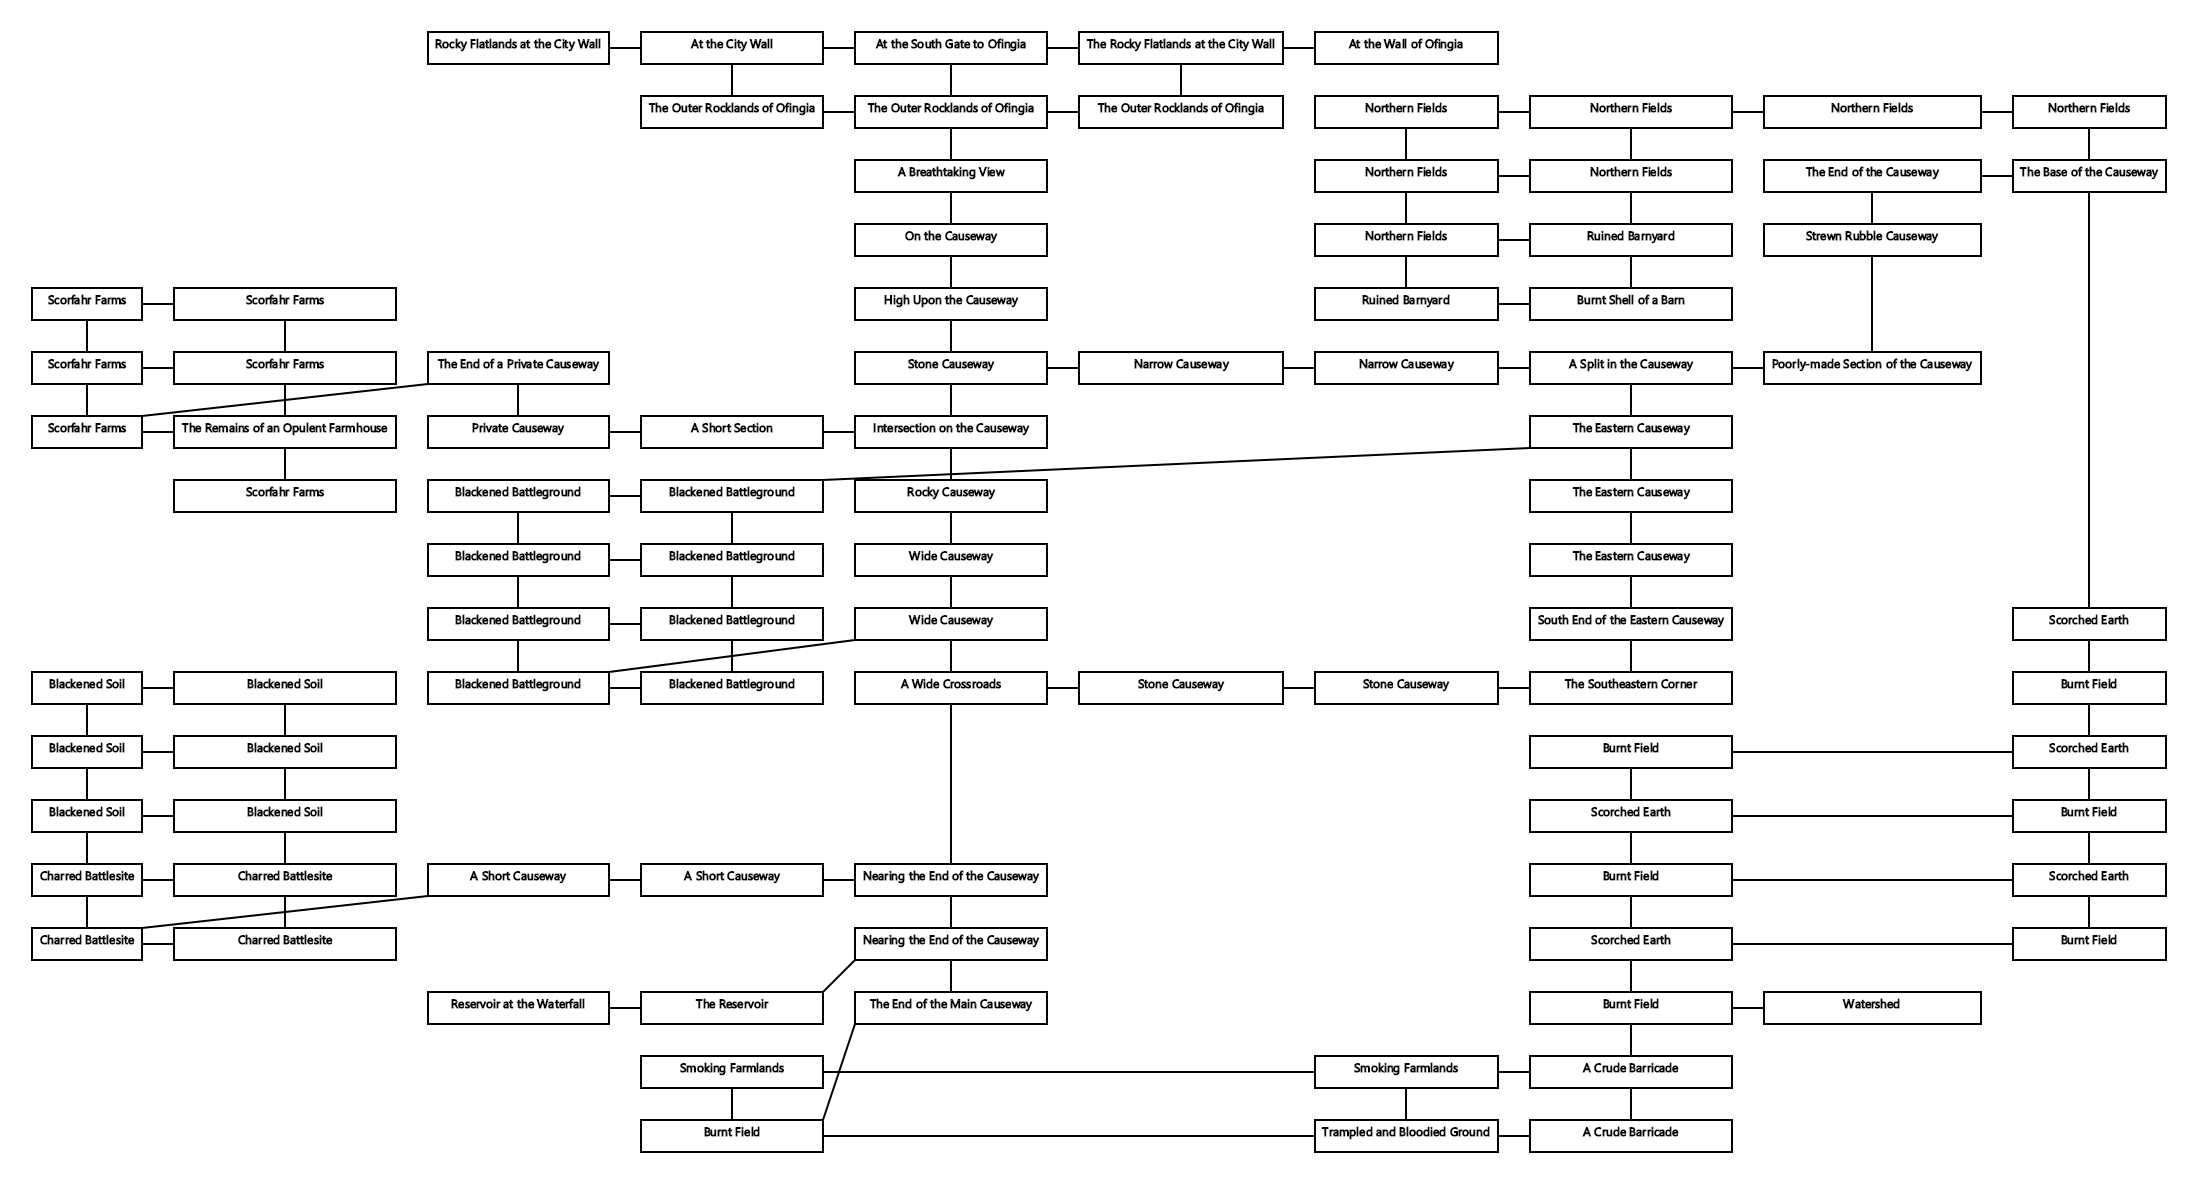 Rocky Flatlands at the City Wall
At the City Wall
At the South Gate to Ofingia
The Rocky Flatlands at the City Wall
At the Wall of Ofingia
The Outer Rocklands of Ofingia
The Outer Rocklands of Ofingia
The Outer Rocklands of Ofingia
Northern Fields
Northern Fields
Northern Fields
Northern Fields
A Breathtaking View
Northern Fields
Northern Fields
The End of the Causeway
The Base of the Causeway
On the Causeway
Northern Fields
Ruined Barnyard
Strewn Rubble Causeway
Scorfahr Farms
Scorfahr Farms
High Upon the Causeway
Ruined Barnyard
Burnt Shell of a Barn
Scorfahr Farms
Scorfahr Farms
The End of a Private Causeway
Stone Causeway
Narrow Causeway
Narrow Causeway
A Split in the Causeway
Poorly-made Section of the Causeway
Scorfahr Farms
The Remains of an Opulent Farmhouse
Private Causeway
A Short Section
Intersection on the Causeway
The Eastern Causeway
Scorfahr Farms
Blackened Battleground
Blackened Battleground
Rocky Causeway
The Eastern Causeway
Blackened Battleground
Blackened Battleground
Wide Causeway
The Eastern Causeway
Blackened Battleground
Blackened Battleground
Wide Causeway
South End of the Eastern Causeway
Scorched Earth
Blackened Soil
Blackened Soil
Blackened Battleground
Blackened Battleground
A Wide Crossroads
Stone Causeway
Stone Causeway
The Southeastern Corner
Burnt Field
Blackened Soil
Blackened Soil
Burnt Field
Scorched Earth
Blackened Soil
Blackened Soil
Scorched Earth
Burnt Field
Charred Battlesite
Charred Battlesite
A Short Causeway
A Short Causeway
Nearing the End of the Causeway
Burnt Field
Scorched Earth
Charred Battlesite
Charred Battlesite
Nearing the End of the Causeway
Scorched Earth
Burnt Field
Reservoir at the Waterfall
The Reservoir
The End of the Main Causeway
Burnt Field
Watershed
Smoking Farmlands
Smoking Farmlands
A Crude Barricade
Burnt Field
Trampled and Bloodied Ground
A Crude Barricade